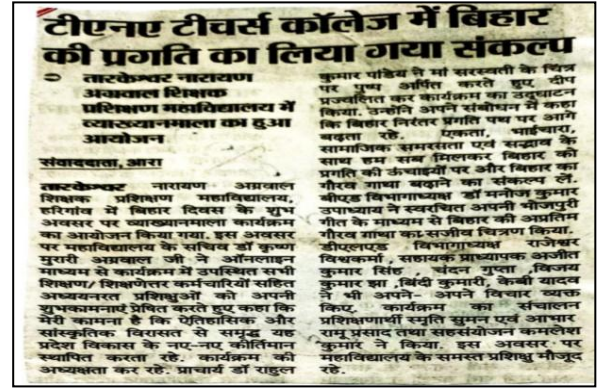 टीएनए टीचर्स कॉलेज में बिहार
की प्रगति का लिया गया संकल्प
तारकेश्वर नारायण
अग्रवाल शिक्षक
प्रशिक्षण महाविद्यालय में
व्याख्यानमाला का हुआ
आयोजन
संवाददाता, आरा
तारकेश्वर नारायण अग्रवाल
शिक्षक प्रशिक्षण महाविद्यालय,
हरिगांव में बिहार दिवस के शुभ
अवसर पर व्याख्यानमाला कार्यक्रम
का आयोजन किया गया. इस अवसर
पर महाविद्यालय के सचिव डॉ कृष्ण
मुरारी अग्रवाल जी ने ऑनलाइन
माध्यम से कार्यक्रम में उपस्थित सभी
शिक्षण/ शिक्षणेत्तर कर्मचारियों सहित
अध्ययनरत प्रशिक्षुओं को अपनी
शुभकामनाएं प्रेषित करते हुए कहा कि
मेरी कामना है कि ऐतिहासिक और
सांस्कृतिक विरासत से समृद्ध यह
प्रदेश विकास के नए-नए कीर्तिमान
स्थापित करता रहे. कार्यक्रम की
अध्यक्षता कर रहे. प्राचार्य डॉ राहुल
कुमार पांडेय ने मां सरस्वती के चित्र
पर पुष्प अर्पित करते हुए दीप
प्रज्वलित कर कार्यक्रम का उद्घाटन
किया. उन्होंने अपने संबोधन में कहा
कि बिहार निरंतर प्रगति पथ पर आगे
बढ़ता रहे. एकता, भाईचारा,
सामाजिक समरसता एवं सद्भाव के
साथ हम सब मिलकर बिहार को
प्रगति की ऊंचाइयों पर और बिहार का
गौरव गाथा बढ़ाने का संकल्प लें.
बीएड विभागाध्यक्ष डॉ मनोज कुमार
उपाध्याय ने स्वरचित अपनी भोजपुरी
गीत के माध्यम से बिहार की अप्रतिम
गौरव गाथा का सजीव चित्रण किया.
डीएलएड विभागाध्यक्ष राजेश्वर
विश्वकर्मा , सहायक प्राध्यापक अजीत
कुमार सिंह , चंदन गुप्ता ,विजय
कुमार झा ,बिंदी कुमारी, केबी यादव
ने भी अपने- अपने विचार व्यक्त
किए. कार्यक्रम का संचालन
प्रशिक्षणार्थी स्मृति सुमन एवं आभार
रामू प्रसाद तथा सहसंयोजन कमलेश
कुमार ने किया. इस अवसर पर
महाविद्यालय के समस्त प्रशिक्षु मौजूद
रहे.